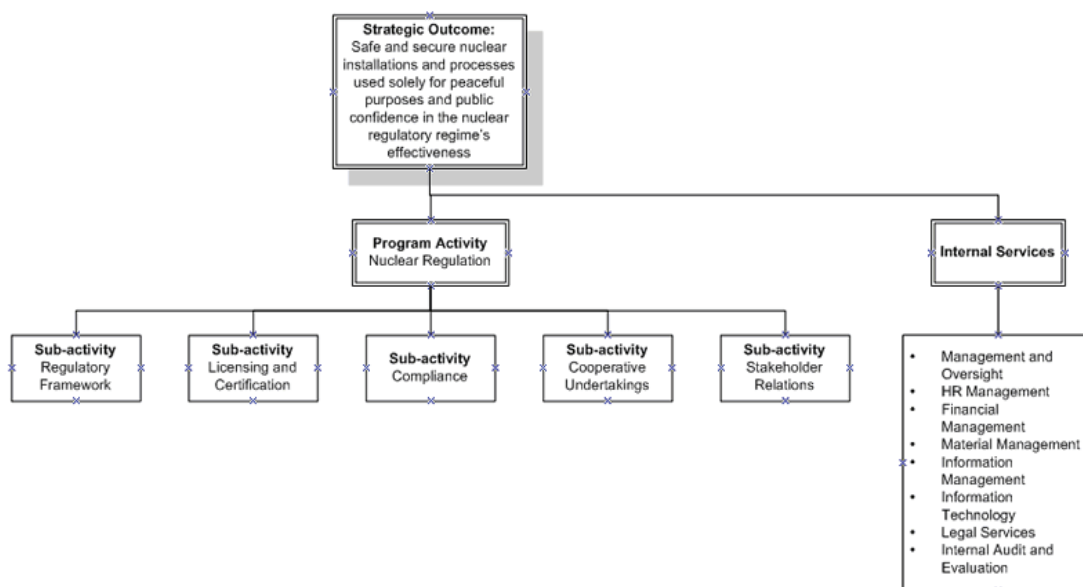 Strategic Outcome:
Safe and secure nuclear
installations and processes
used solely for peaceful
purposes and public
confidence in the nuclear
regulatory regime's
effectiveness
Program Activity
Nuclear Regulation
Internal Services
Sub-activity
Regulatory
Framework
Sub-activity
Licensing and
Certification
Sub-activity
Compliance
Sub-activity
Cooperative
Undertakings
Sub-activity
Stakeholder
Relations
• Management and
Oversight
• HR Management
• Financial
Management
• Material Management
• Information
Management
• Information
Technology
• Legal Services
• Internal Audit and
Evaluation